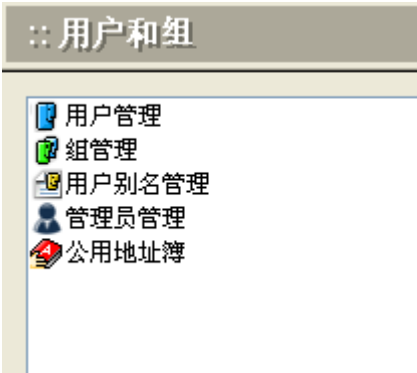 :: 用户和组
用户管理
组管理
用户别名管理
管理员管理
公用地址簿